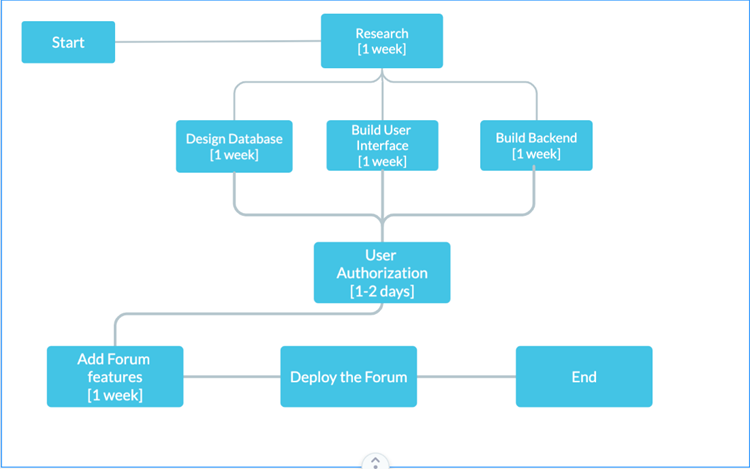 Start
Research
[1 week]
Design Database
[1 week]
Build User
Interface
[1 week]
Build Backend
[1 week]
User
Authorization
[1-2 days]
Add Forum
features
[1 week]
Deploy the Forum
End